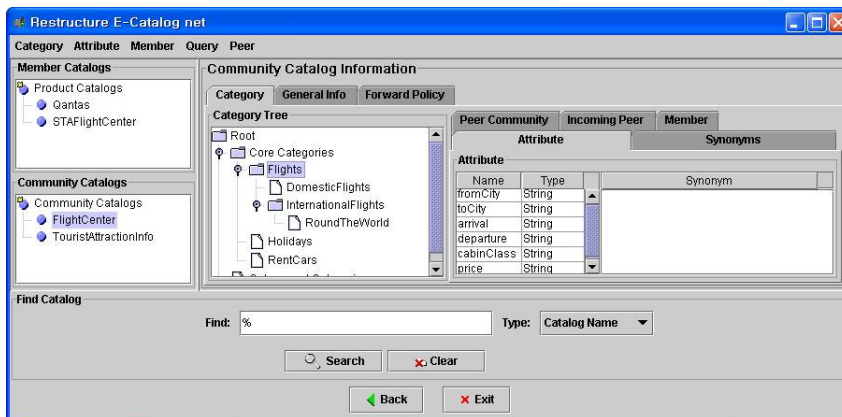 Restructure E-Catalog net
Category Attribute Member Query Peer
Member Catalogs
Product Catalogs
Qantas
STAFlightCenter
Community Catalogs
Community Catalogs
FlightCenter
TouristAttractionInfo
Community Catalog Information
Category General Info Forward Policy
Category Tree
Root
Core Categories
Flights
DomesticFlights
InternationalFlights
RoundTheWorld
Holidays
RentCars
Peer Community Incoming Peer Member
Attribute Synonyms
Attribute
Name Type Synonym
fromCity String
toCity String
arrival String
departure String
cabinClass String
price String
Find Catalog
Find: % Type: Catalog Name
Search Clear
Back Exit